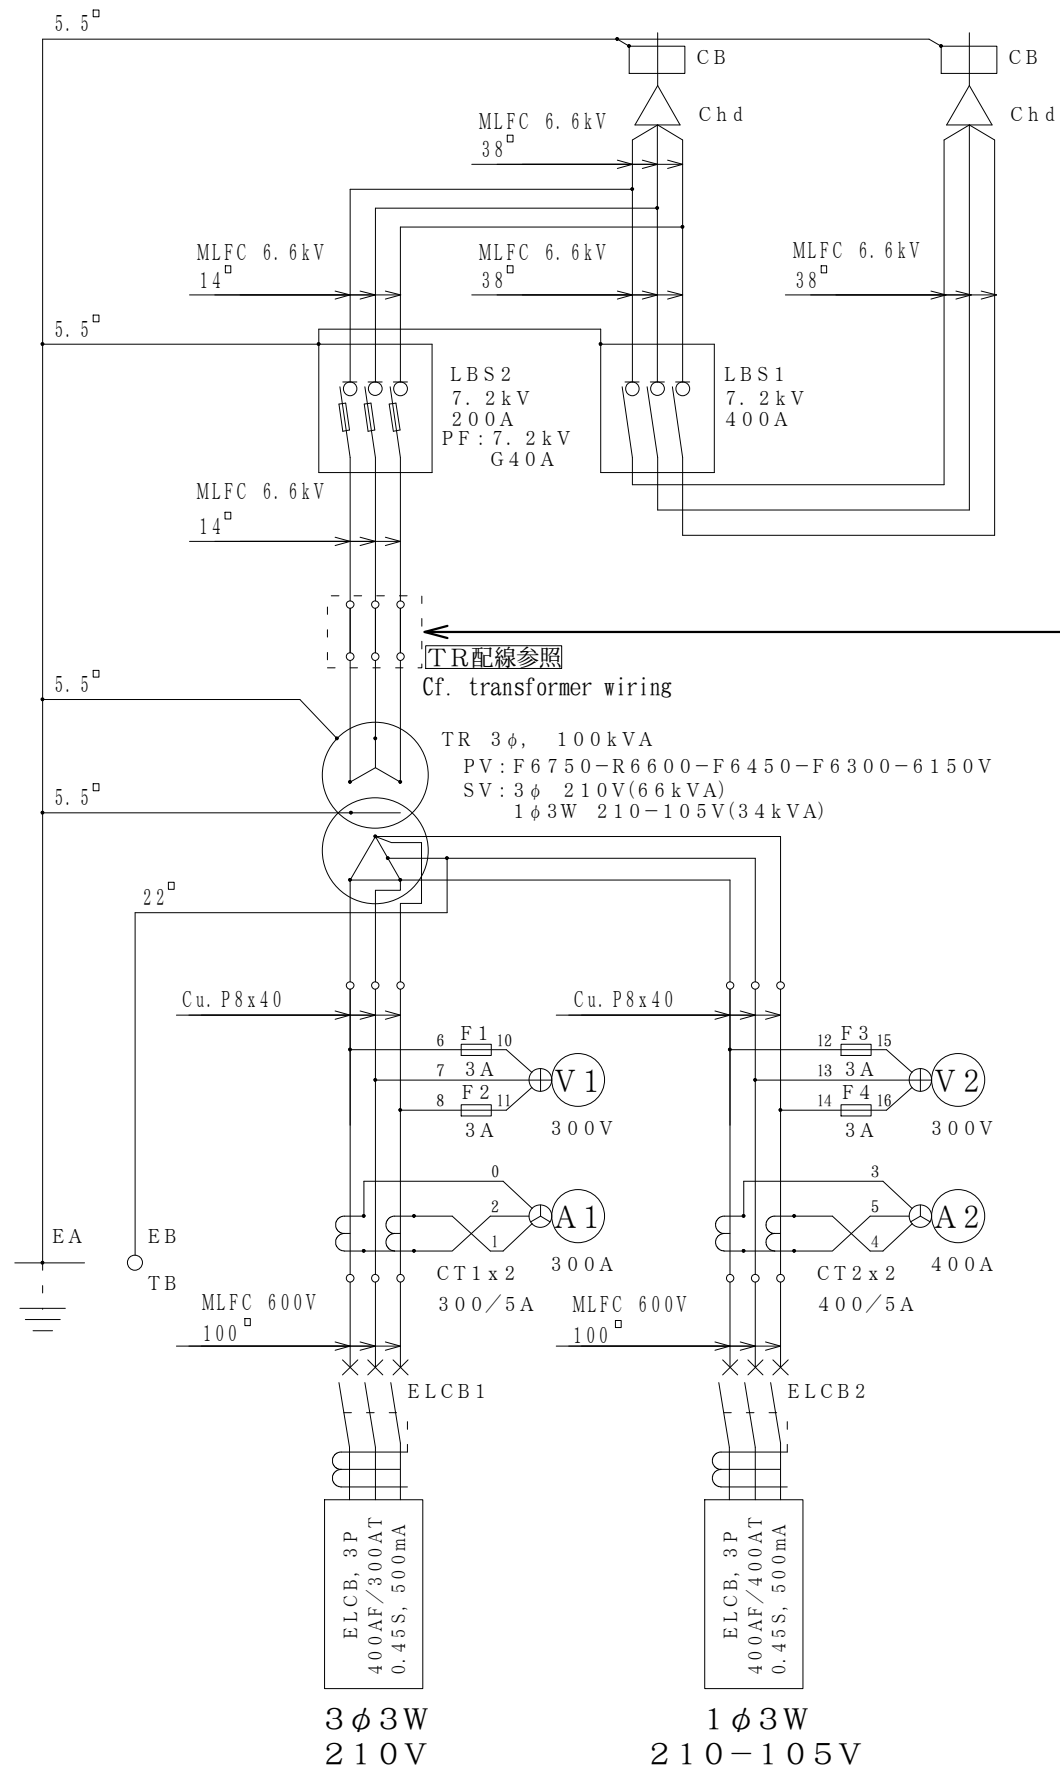 5.5□
CB
CB
Chd
Chd
MLFC 6.6kV
38□
MLFC 6.6kV
14□
MLFC 6.6kV
38□
MLFC 6.6kV
38□
5.5□
LBS2
7.2kV
200A
PF:7.2kV
G40A
LBS1
7.2kV
400A
MLFC 6.6kV
14□
TR配線参照
Cf. transformer wiring
5.5□
TR 3φ, 100kVA
PV:F6750-R6600-F6450-F6300-6150V
SV:3φ 210V(66kVA)
1φ3W 210-105V(34kVA)
5.5□
22□
Cu.P8x40
Cu.P8x40
6 F1 10
3A
7
V1
8 F2 11
3A
300V
12 F3 15
3A
13
V2
14 F4 16
3A
300V
0
2
A1
1
300A
CT1x2
300/5A
3
5
A2
4
400A
CT2x2
400/5A
EA
EB
TB
MLFC 600V
100□
MLFC 600V
100□
ELCB1
ELCB2
ELCB, 3P
400AF/300AT
0.45S, 500mA
ELCB, 3P
400AF/400AT
0.45S, 500mA
3φ3W
210V
1φ3W
210-105V